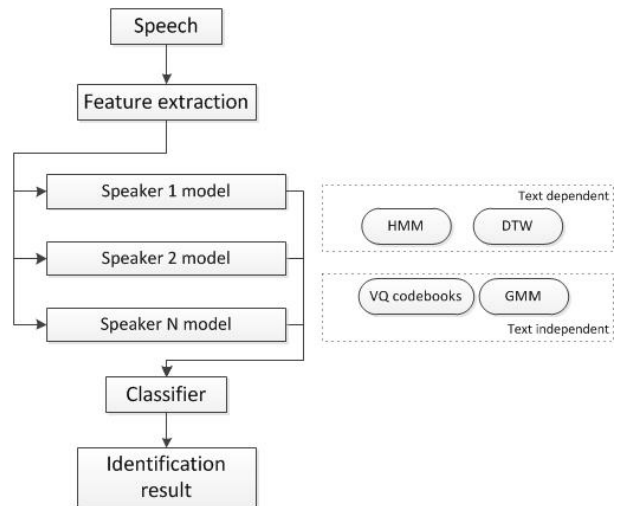 Speech
Feature extraction
Speaker 1 model
Speaker 2 model
Speaker N model
Classifier
Identification
result
Text dependent
HMM
DTW
VQ codebooks
GMM
Text independent